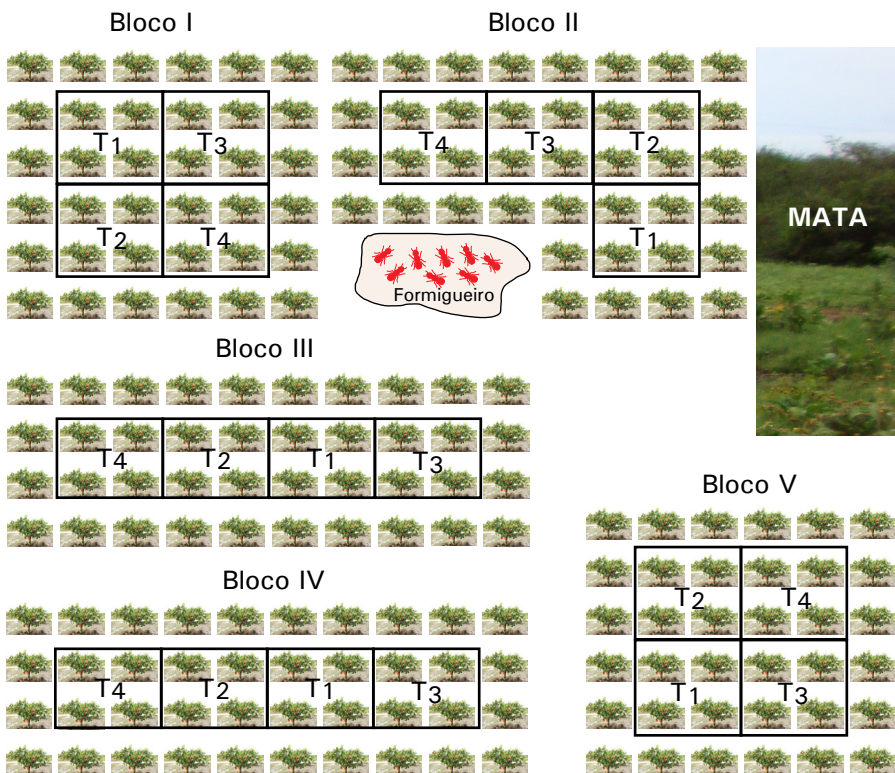 Bloco I
Bloco II
T1 T3
T4 T3 T2
T2 T4
T1
MATA
Formigueiro
Bloco III
T4 T2 T1 T3
Bloco V
Bloco IV
T2 T4
T4 T2 T1 T3
T1 T3